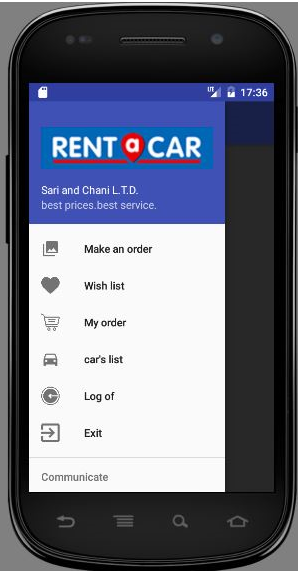 LTE 17:36
RENT a CAR
Sari and Chani L.T.D.
best prices.best service.
Make an order
Wish list
My order
car's list
Log of
Exit
Communicate